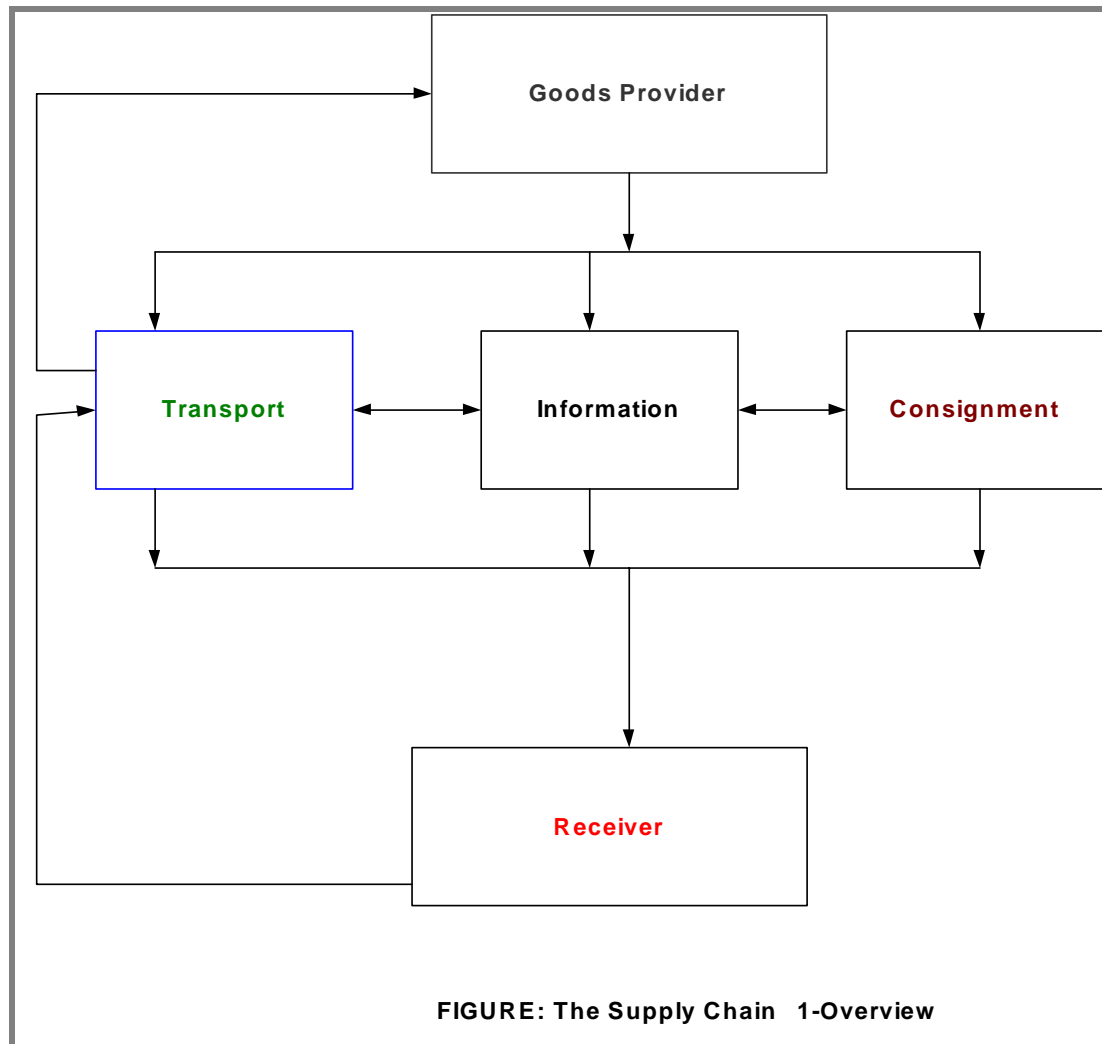 Goods Provider
Transport
Information
Consignment
Receiver
FIGURE: The Supply Chain 1-Overview